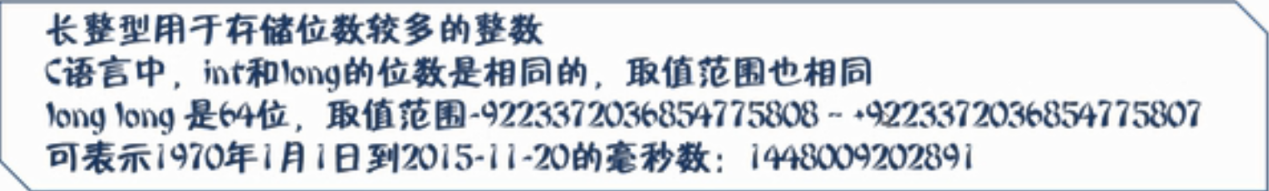 长整型用于存储位数较多的整数
C语言中，int和long的位数是相同的，取值范围也相同
long long 是64位，取值范围-9223372036854775808 ~ +9223372036854775807
可表示1970年1月1日到2015-11-20的毫秒数：1448009202891